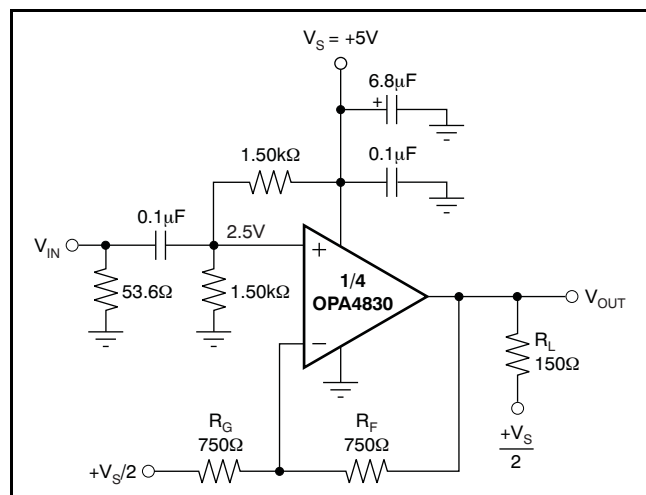 V_S = +5V
6.8μF
+
1.50kΩ
0.1μF
0.1μF
2.5V
V_IN
+
1/4
OPA4830
53.6Ω
1.50kΩ
V_OUT
−
R_L
150Ω
R_G
750Ω
R_F
750Ω
+V_S/2
+V_S
2